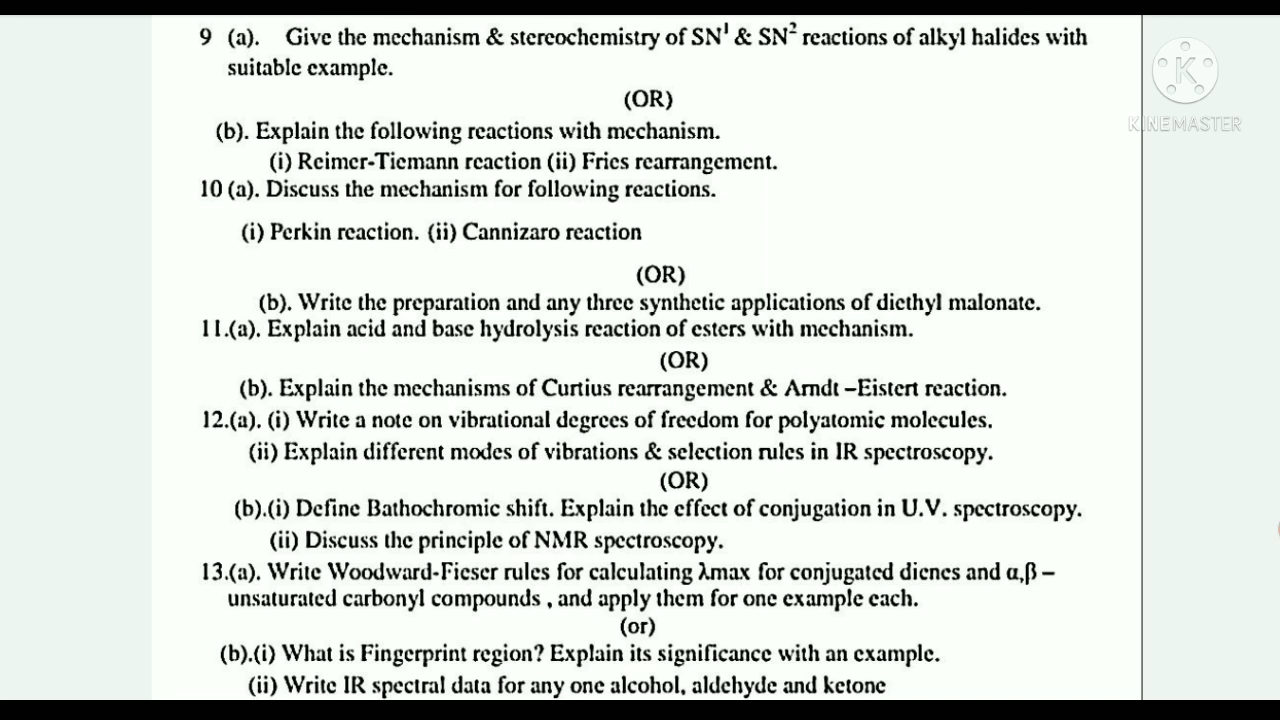 9 (a). Give the mechanism & stereochemistry of SN¹ & SN² reactions of alkyl halides with
suitable example.
(OR)
(b). Explain the following reactions with mechanism.
(i) Reimer-Tiemann reaction (ii) Fries rearrangement.
10 (a). Discuss the mechanism for following reactions.
(i) Perkin reaction. (ii) Cannizaro reaction
(OR)
(b). Write the preparation and any three synthetic applications of diethyl malonate.
11.(a). Explain acid and base hydrolysis reaction of esters with mechanism.
(OR)
(b). Explain the mechanisms of Curtius rearrangement & Arndt –Eistert reaction.
12.(a). (i) Write a note on vibrational degrees of freedom for polyatomic molecules.
(ii) Explain different modes of vibrations & selection rules in IR spectroscopy.
(OR)
(b).(i) Define Bathochromic shift. Explain the effect of conjugation in U.V. spectroscopy.
(ii) Discuss the principle of NMR spectroscopy.
13.(a). Write Woodward-Fieser rules for calculating λmax for conjugated dienes and α,β –
unsaturated carbonyl compounds , and apply them for one example each.
(or)
(b).(i) What is Fingerprint region? Explain its significance with an example.
(ii) Write IR spectral data for any one alcohol, aldehyde and ketone
K
KINEMASTER